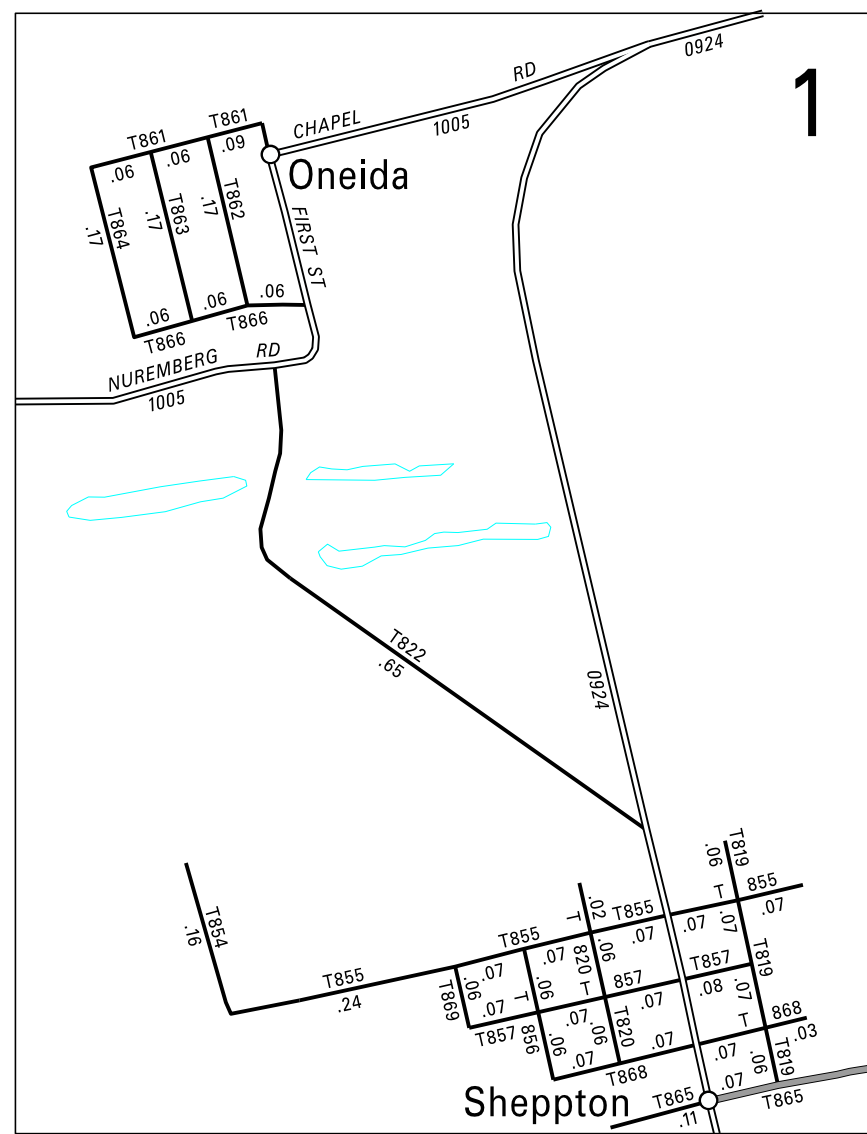 0924
1
RD
CHAPEL
1005
T861
T861
.09
.06
.06
Oneida
T862
.17
T863
.17
T864
.17
FIRST ST
.06
.06
.06
T866
T866
NUREMBERG RD
1005
T822
.65
0924
T819
.06
T 855
.07
.02
T
T855
.07
.07
.07
T855
.07
.06
820
T854
.16
T855
.24
.07
.06
T869
.06
T
T857
T819
.08
.07
T 857
.07
.07
.07
T857
856
.06
.06
T820
T 868
.03
.07
.07
.07
T868
.06
T819
Sheppton
T865
.11
.07
T865